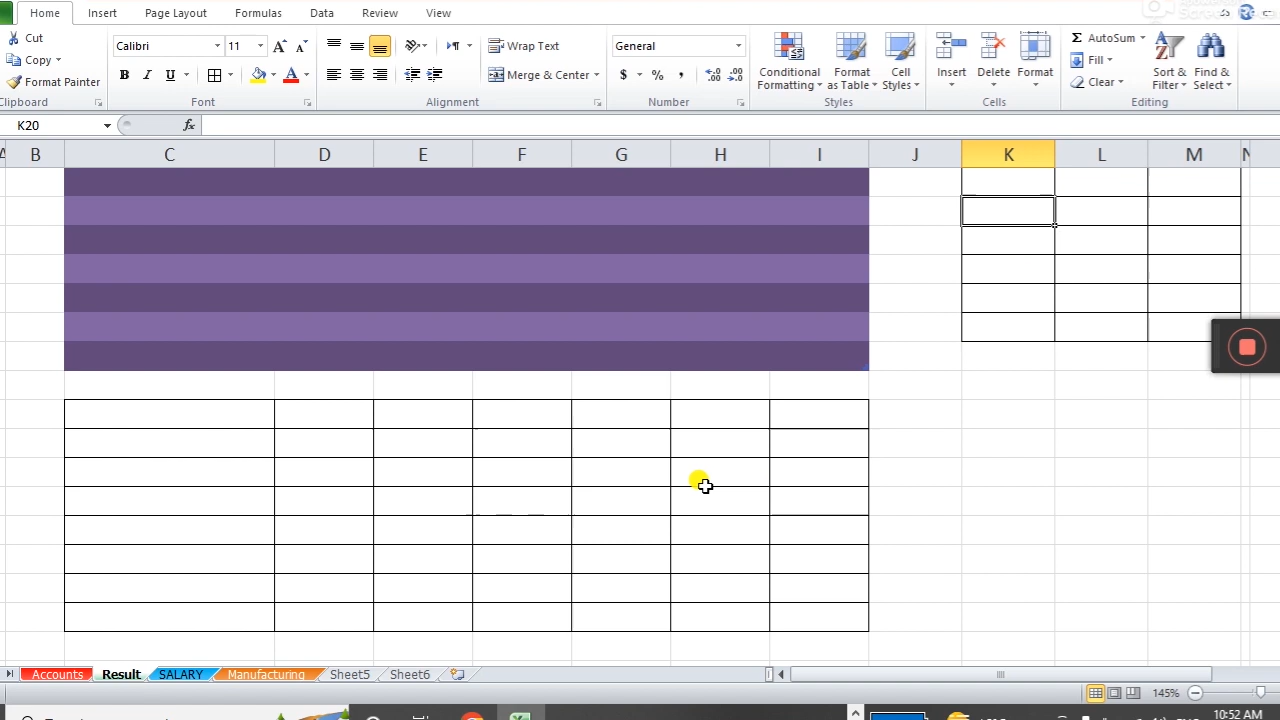 Home Insert Page Layout Formulas Data Review View
Cut Calibri 11 Wrap Text General AutoSum
Copy Fill
Format Painter Merge & Center $ % , Conditional Formatting Format as Table Cell Styles Insert Delete Format Clear Sort & Filter Find & Select
B I U A
Clipboard Font Alignment Number Styles Cells Editing
K20 fx
A B C D E F G H I J K L M N
Accounts Result SALARY Manufacturing Sheet5 Sheet6
145%
10:52 AM